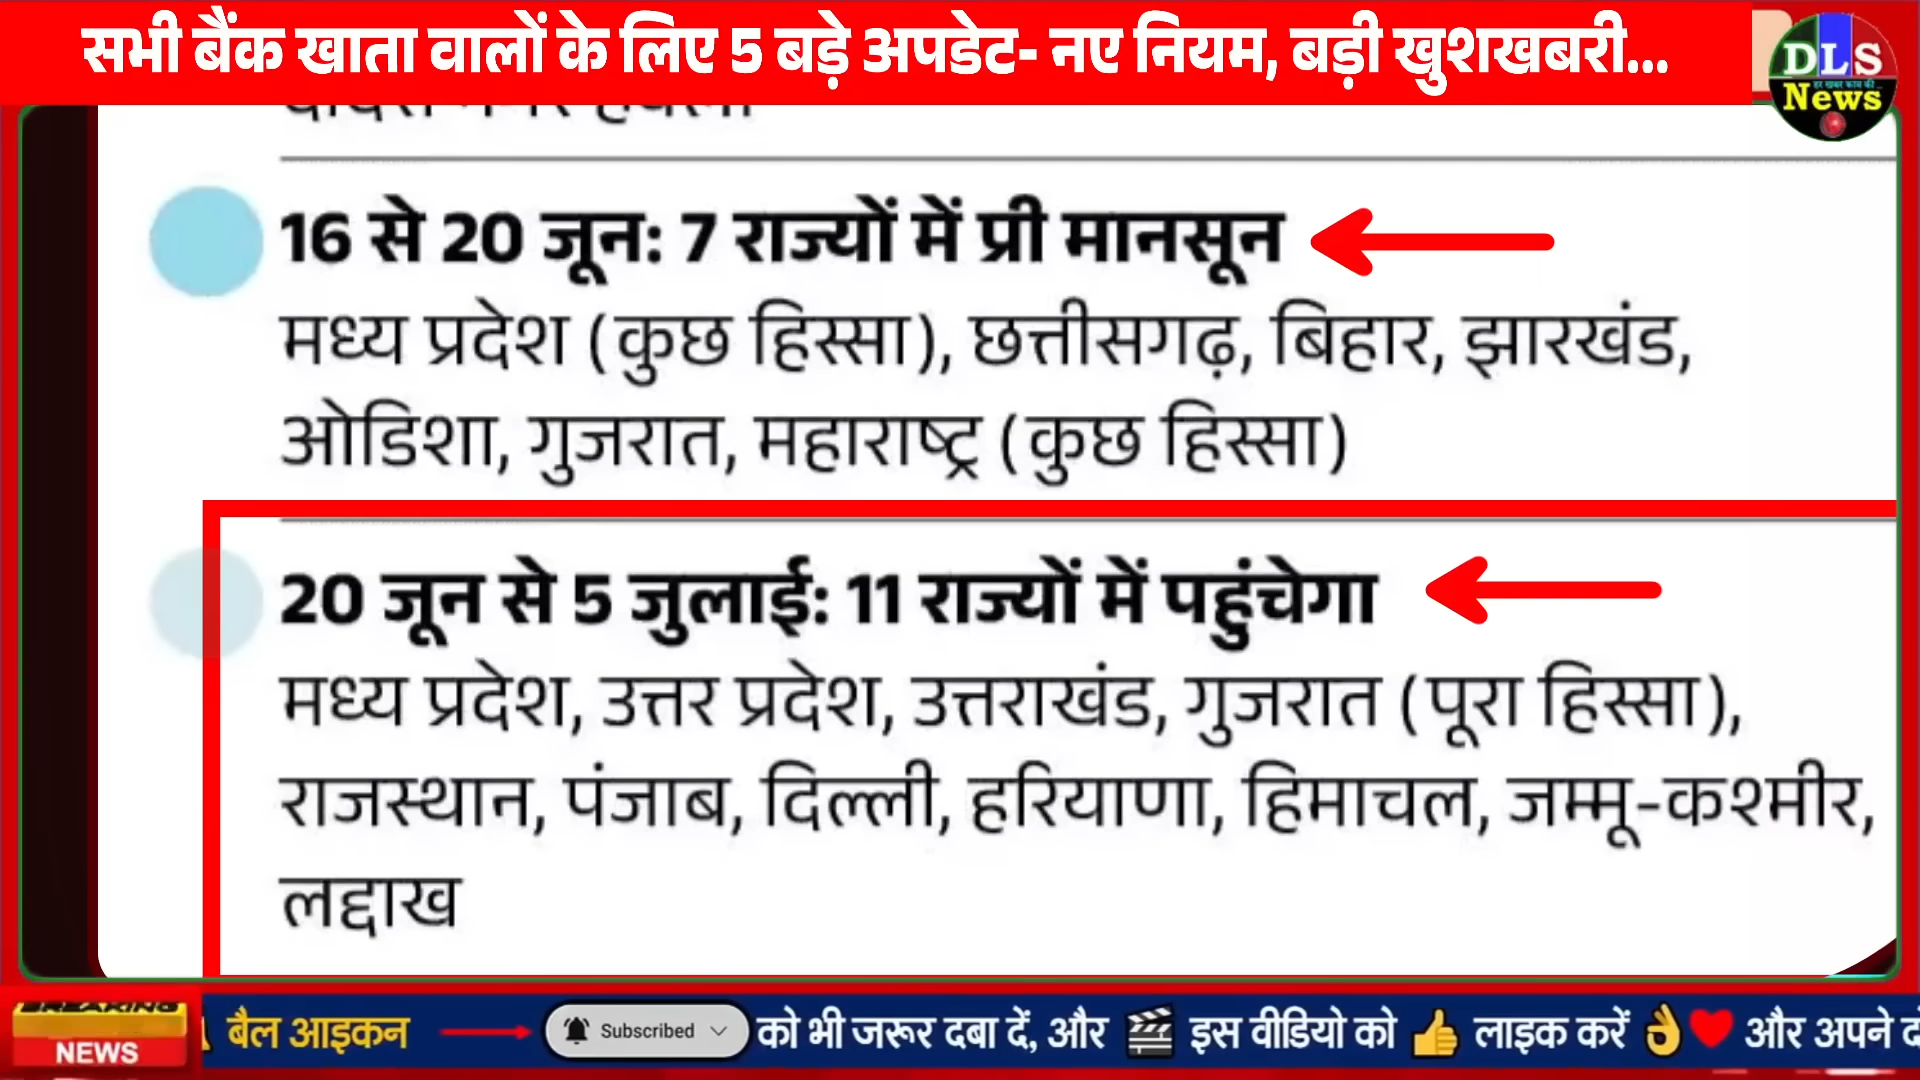 सभी बैंक खाता वालों के लिए 5 बड़े अपडेट- नए नियम, बड़ी खुशखबरी...
DLS
News
16 से 20 जून: 7 राज्यों में प्री मानसून
मध्य प्रदेश (कुछ हिस्सा), छत्तीसगढ़, बिहार, झारखंड,
ओडिशा, गुजरात, महाराष्ट्र (कुछ हिस्सा)
20 जून से 5 जुलाई: 11 राज्यों में पहुंचेगा
मध्य प्रदेश, उत्तर प्रदेश, उत्तराखंड, गुजरात (पूरा हिस्सा),
राजस्थान, पंजाब, दिल्ली, हरियाणा, हिमाचल, जम्मू-कश्मीर,
लद्दाख
BREAKING
NEWS
बैल आइकन Subscribed को भी जरूर दबा दें, और इस वीडियो को लाइक करें और अपने